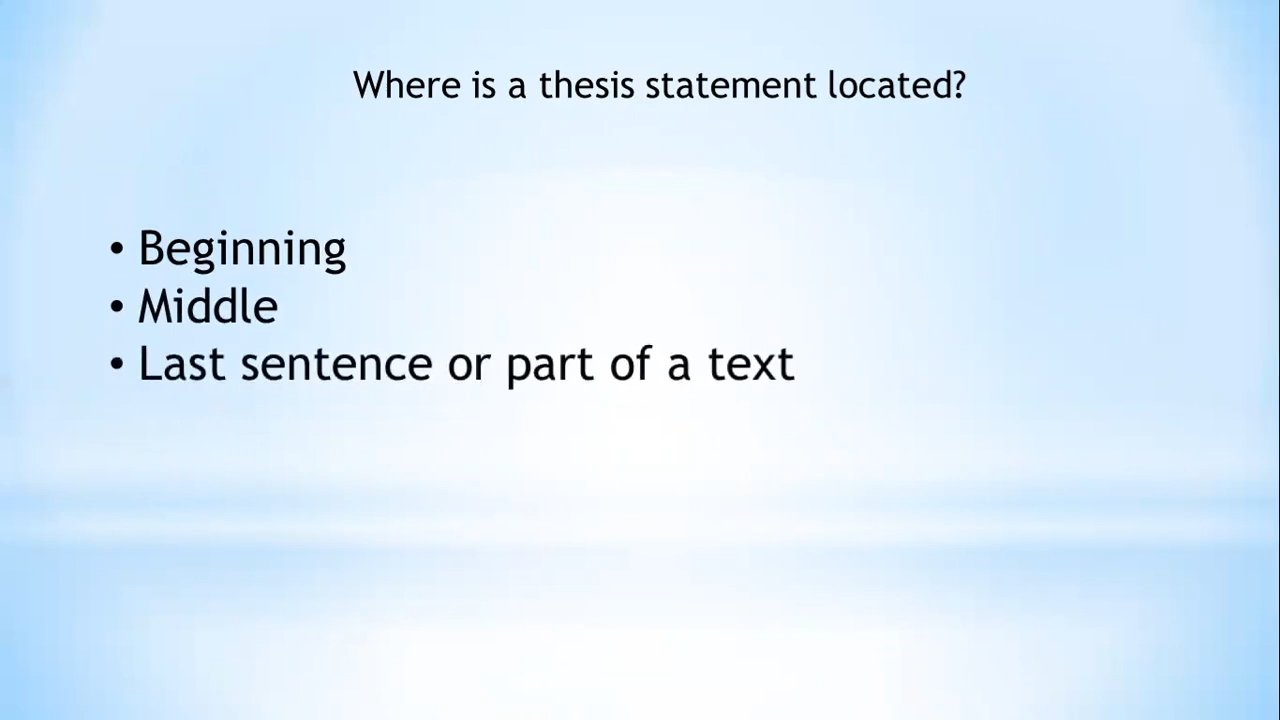 Where is a thesis statement located?
• Beginning
• Middle
• Last sentence or part of a text